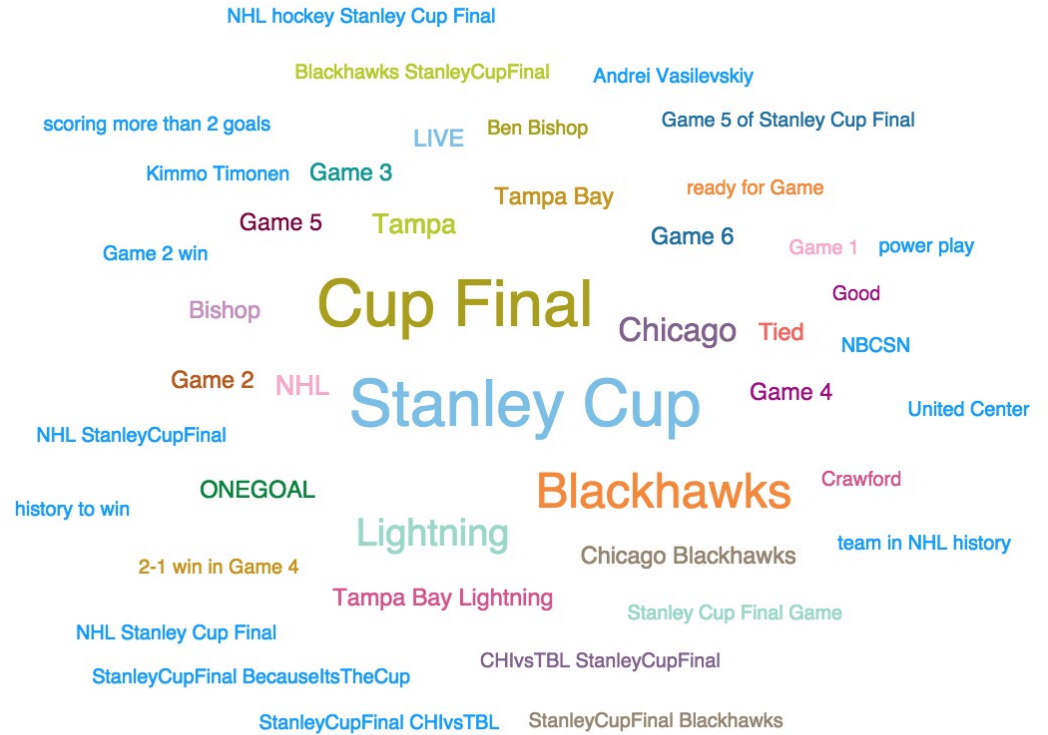 NHL hockey Stanley Cup Final
Blackhawks StanleyCupFinal
Andrei Vasilevskiy
scoring more than 2 goals
LIVE
Ben Bishop
Game 5 of Stanley Cup Final
Kimmo Timonen
Game 3
Tampa Bay
ready for Game
Game 5
Tampa
Game 6
Game 1
power play
Game 2 win
Bishop
Cup Final
Good
Chicago
Tied
NBCSN
Game 2
NHL
Stanley Cup
Game 4
United Center
NHL StanleyCupFinal
ONEGOAL
Blackhawks
Crawford
history to win
Lightning
Chicago Blackhawks
team in NHL history
2-1 win in Game 4
Tampa Bay Lightning
Stanley Cup Final Game
NHL Stanley Cup Final
CHIvsTBL StanleyCupFinal
StanleyCupFinal BecauseItsTheCup
StanleyCupFinal CHIvsTBL
StanleyCupFinal Blackhawks